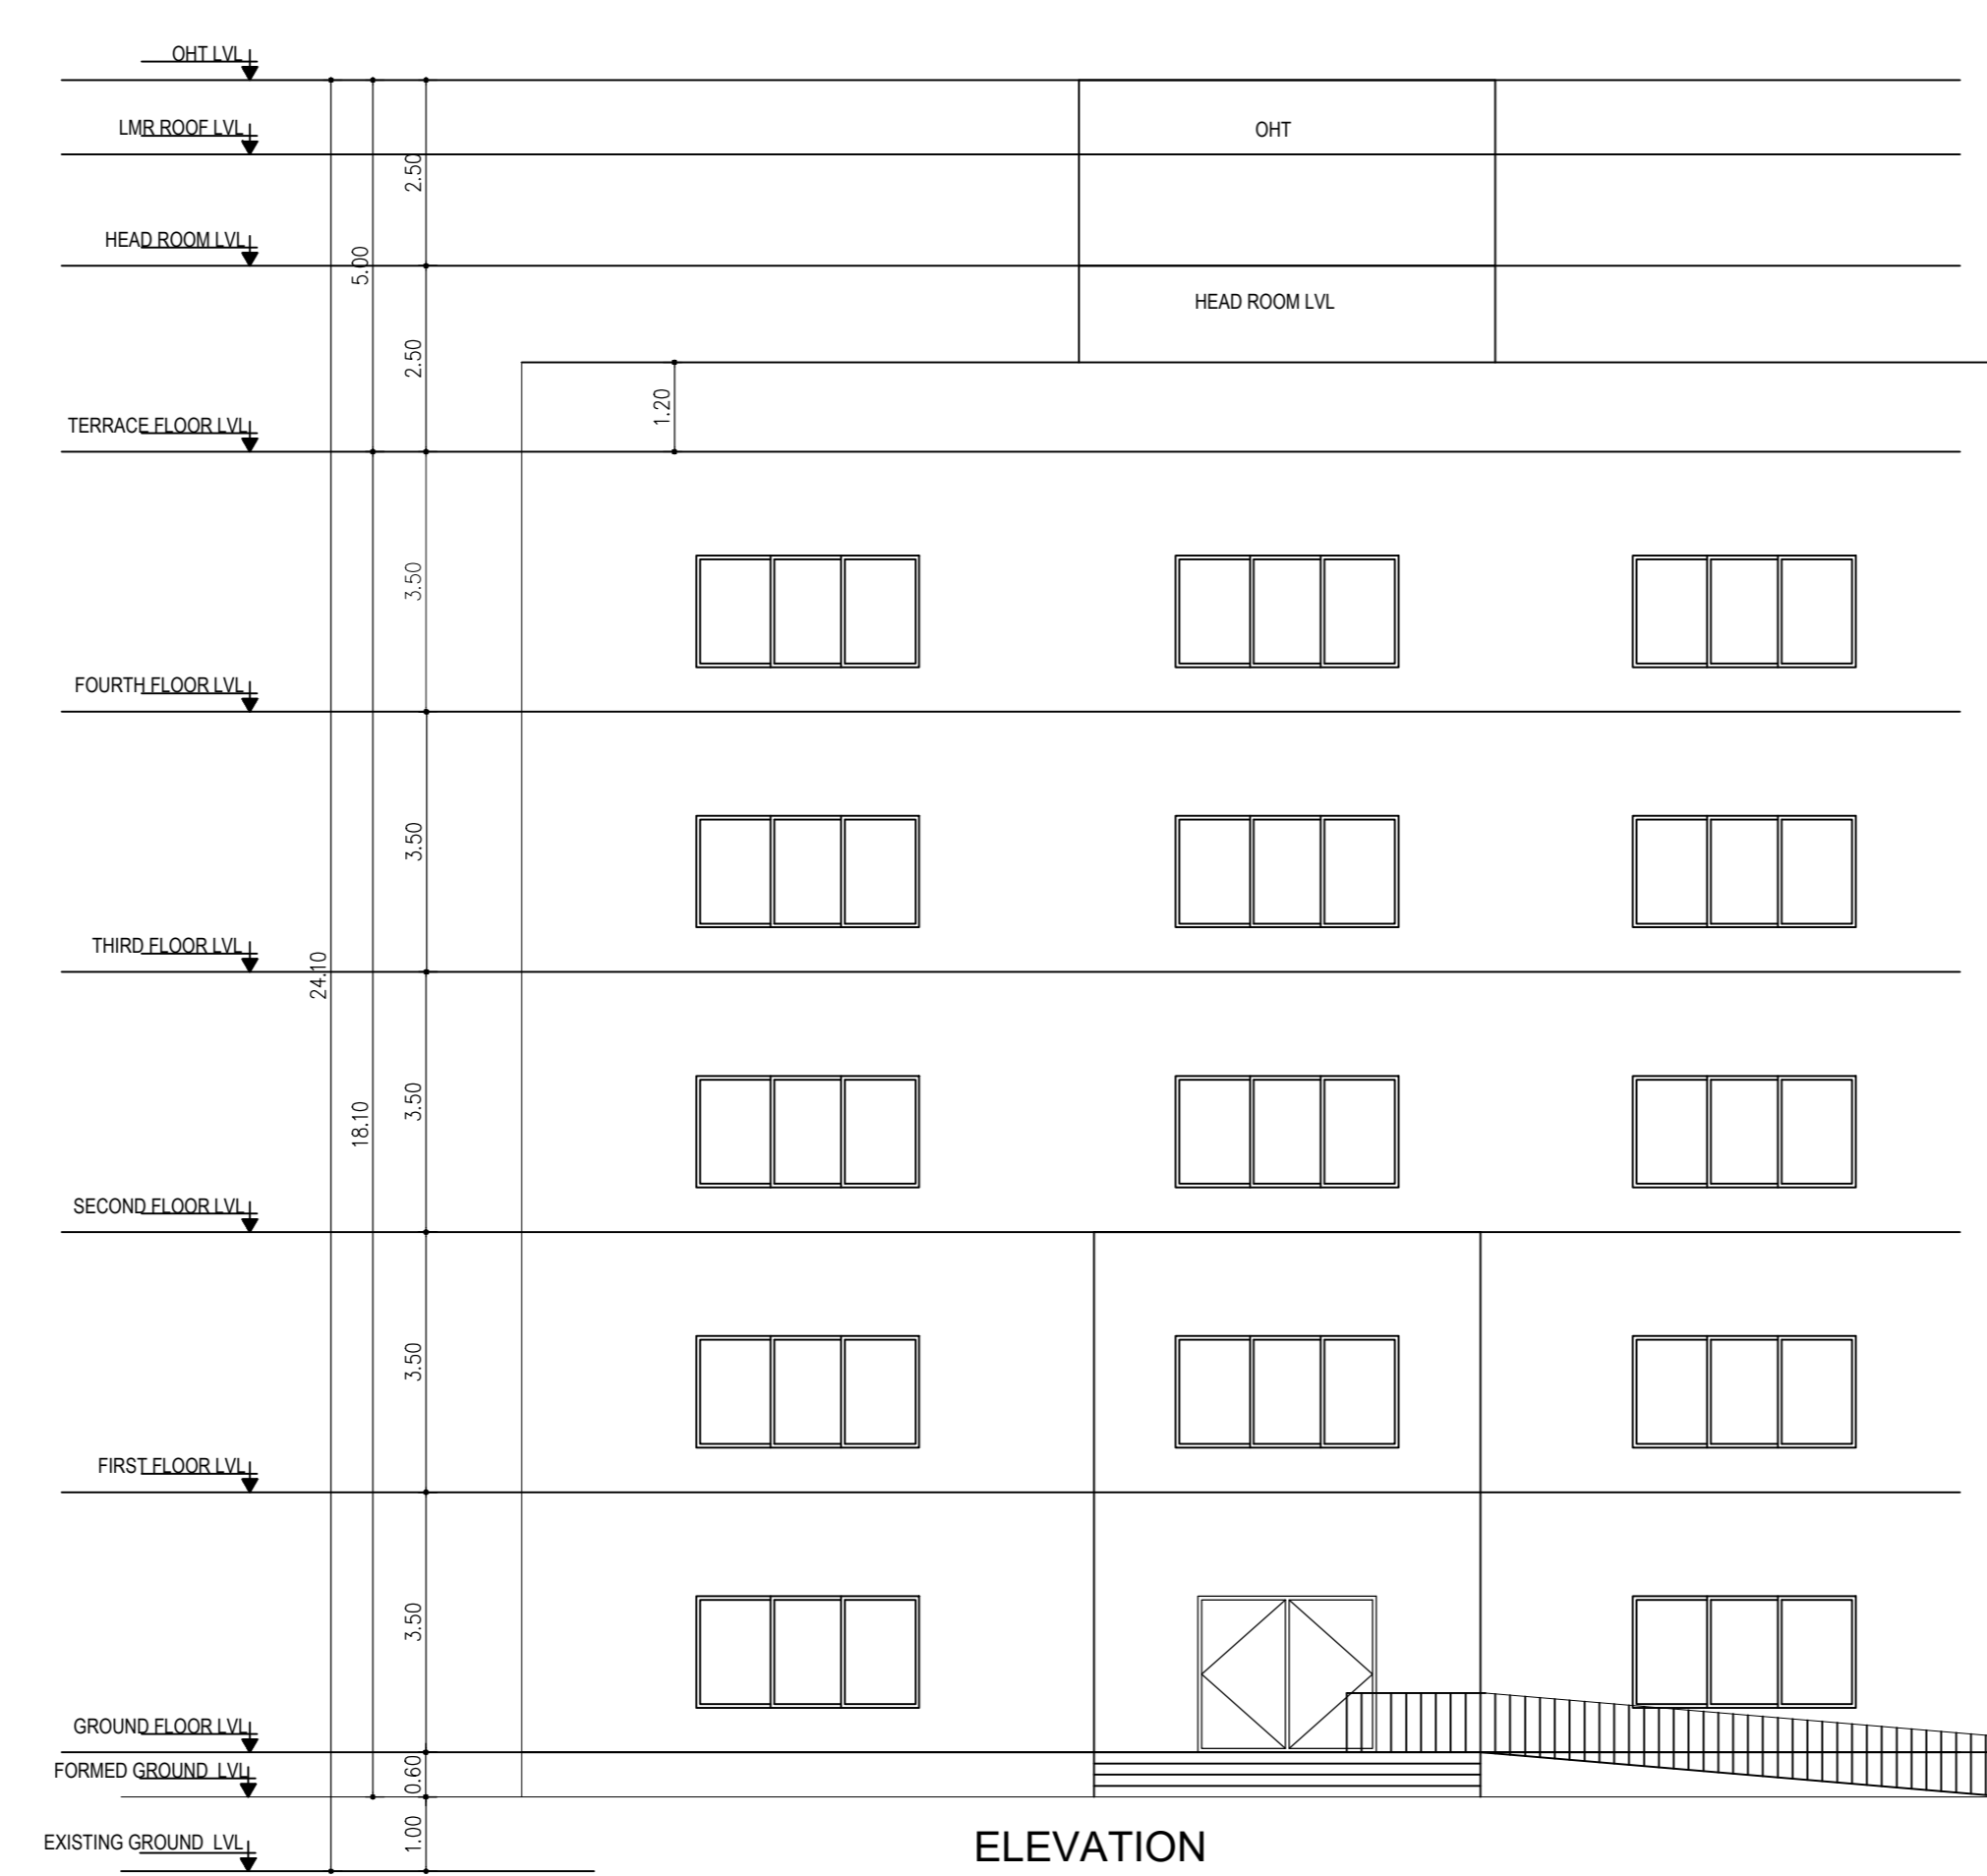 OHT LVL
LMR ROOF LVL
OHT
2.50
HEAD ROOM LVL
5.00
HEAD ROOM LVL
2.50
1.20
TERRACE FLOOR LVL
3.50
FOURTH FLOOR LVL
3.50
THIRD FLOOR LVL
24.10
3.50
18.10
SECOND FLOOR LVL
3.50
FIRST FLOOR LVL
3.50
GROUND FLOOR LVL
0.60
FORMED GROUND LVL
1.00
EXISTING GROUND LVL
ELEVATION